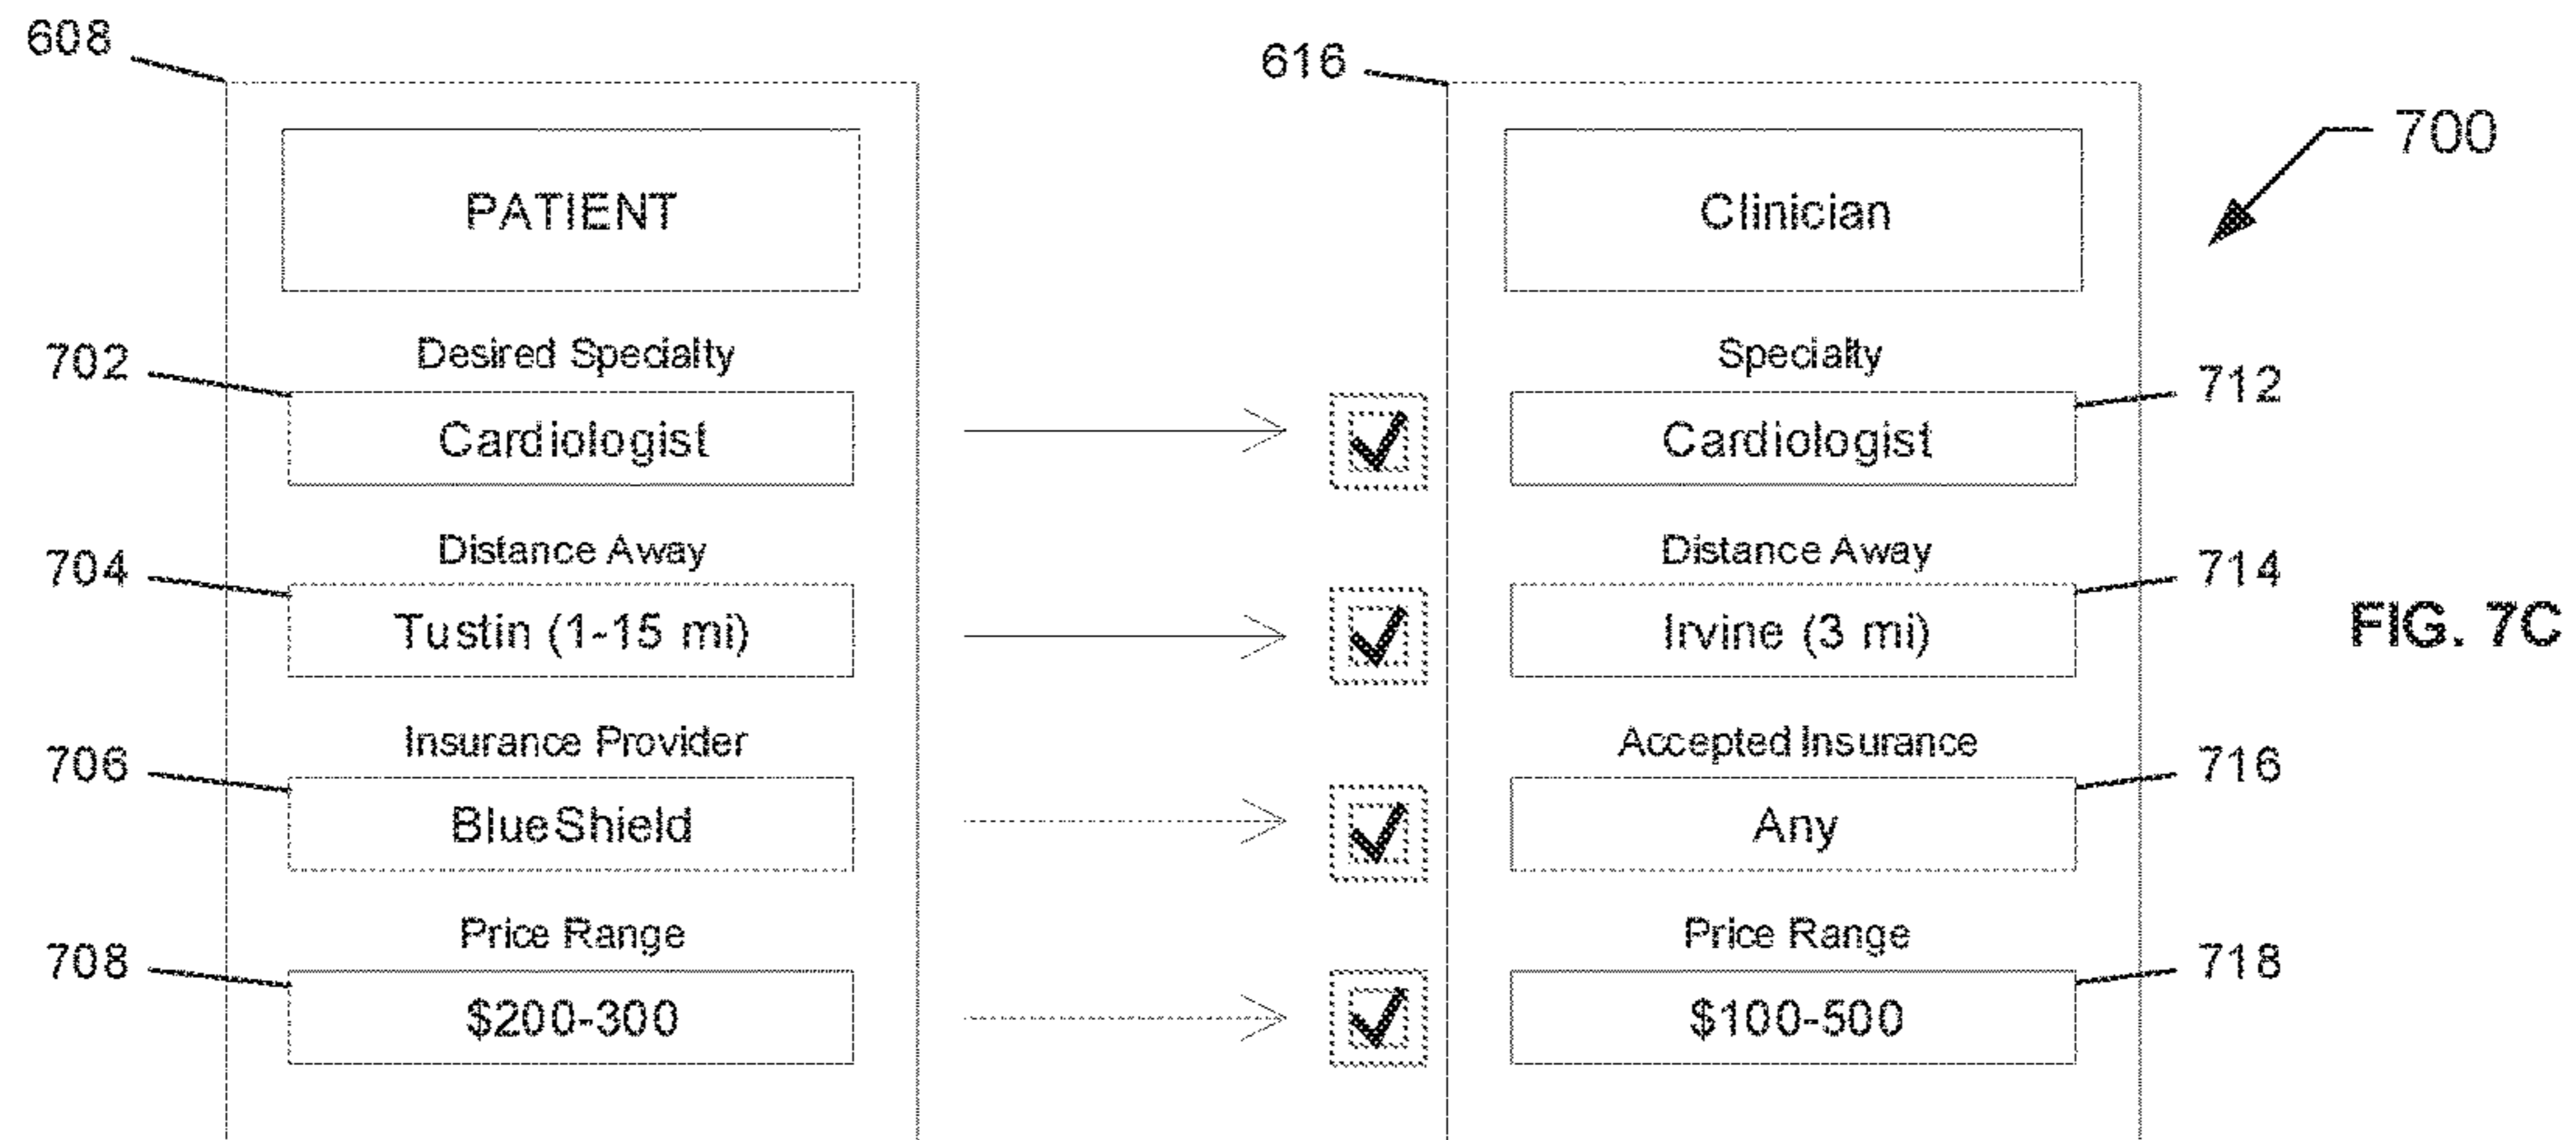 608
616
700
PATIENT
Clinician
Desired Specialty
Specialty
702
Cardiologist
Cardiologist
712
Distance Away
Distance Away
704
Tustin (1-15 mi)
Irvine (3 mi)
714
FIG. 7C
Insurance Provider
Accepted Insurance
706
BlueShield
Any
716
Price Range
Price Range
708
$200-300
$100-500
718